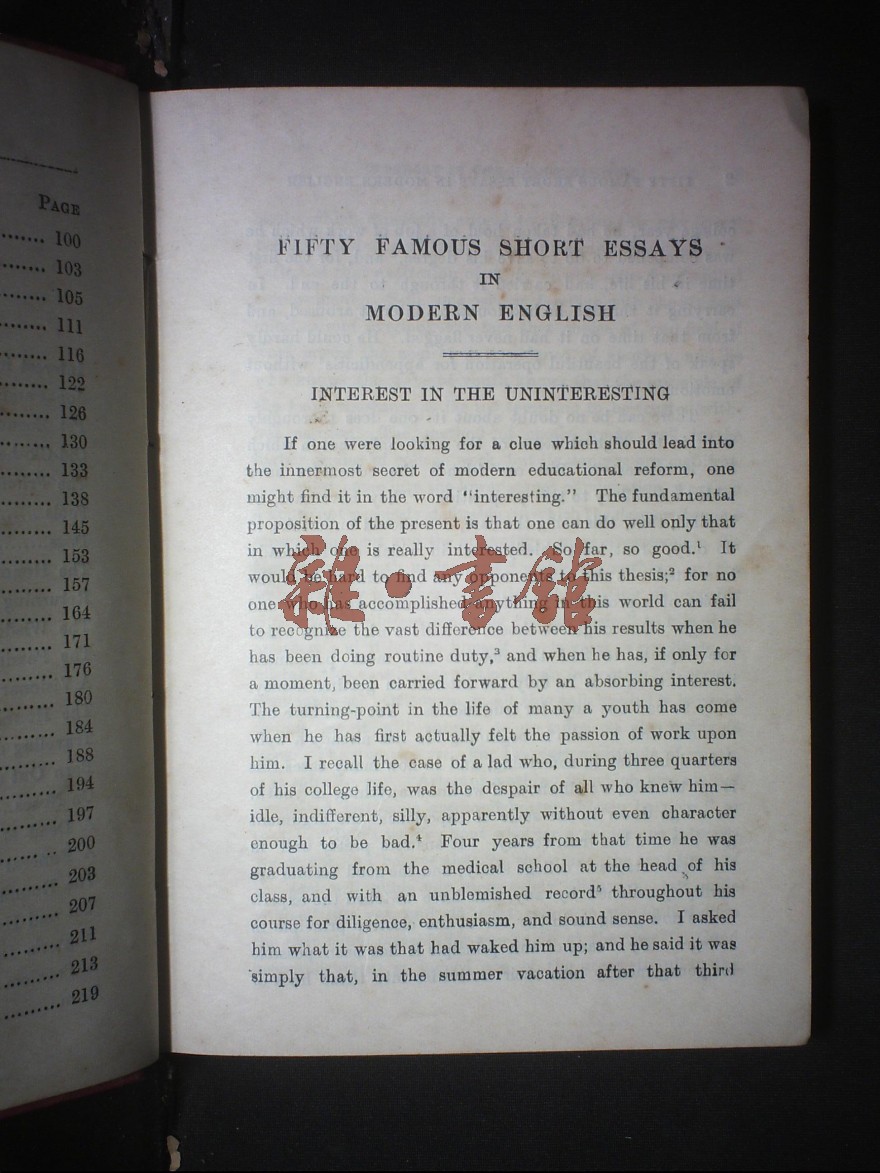 PAGE
....... 100
....... 103
....... 105
....... 111
....... 116
....... 122
....... 126
....... 130
....... 133
....... 138
....... 145
....... 153
....... 157
....... 164
....... 171
....... 176
....... 180
....... 184
....... 188
....... 194
....... 197
....... 200
....... 203
....... 207
....... 211
....... 213
....... 219
FIFTY FAMOUS SHORT ESSAYS
IN
MODERN ENGLISH
INTEREST IN THE UNINTERESTING
If one were looking for a clue which should lead into
the innermost secret of modern educational reform, one
might find it in the word "interesting." The fundamental
proposition of the present is that one can do well only that
in which one is really interested. So far, so good.¹ It
would be hard to find any opponents to this thesis;² for no
one who has accomplished anything in this world can fail
to recognize the vast difference between his results when he
has been doing routine duty,³ and when he has, if only for
a moment, been carried forward by an absorbing interest.
The turning-point in the life of many a youth has come
when he has first actually felt the passion of work upon
him. I recall the case of a lad who, during three quarters
of his college life, was the despair of all who knew him—
idle, indifferent, silly, apparently without even character
enough to be bad.⁴ Four years from that time he was
graduating from the medical school at the head of his
class, and with an unblemished record⁵ throughout his
course for diligence, enthusiasm, and sound sense. I asked
him what it was that had waked him up; and he said it was
simply that, in the summer vacation after that third
雜·書館